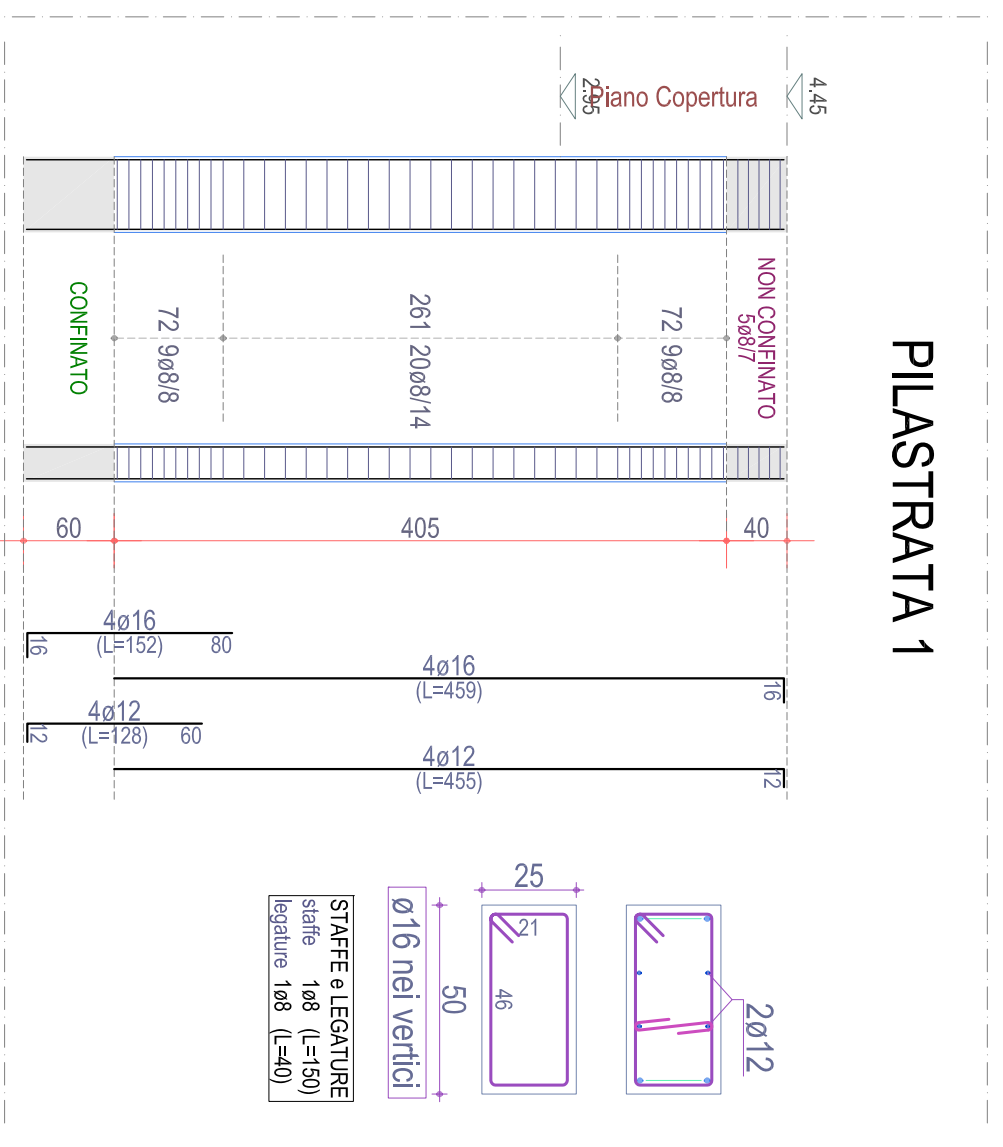 PILASTRATA 1
4.45
Piano Copertura
2.95
NON CONFINATO
5ø8/7
72 9ø8/8
261 20ø8/14
72 9ø8/8
CONFINATO
40
405
60
4ø16
(L=152)
80
16
4ø16
(L=459)
16
4ø12
(L=128)
60
12
4ø12
(L=455)
12
2ø12
25
21
46
50
ø16 nei vertici
STAFFE e LEGATURE
staffe 1ø8 (L=150)
legature 1ø8 (L=40)